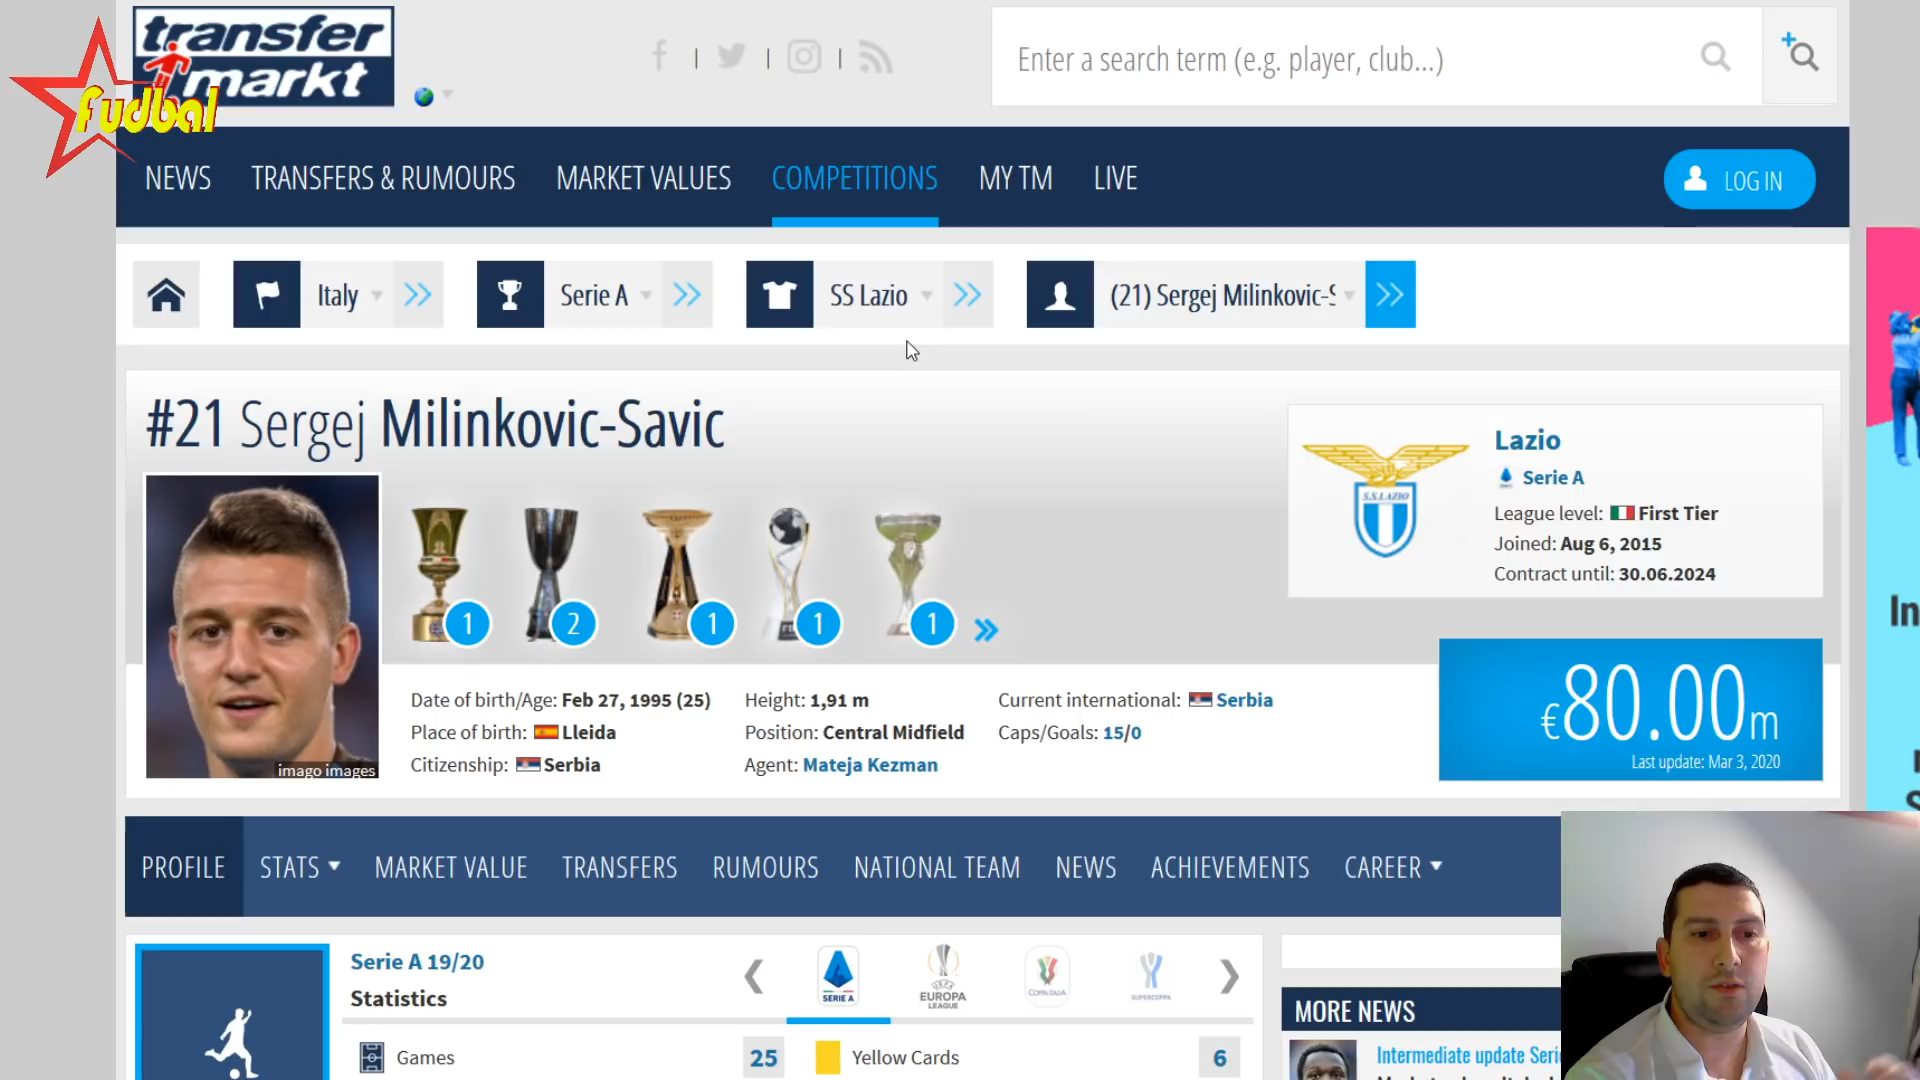 transfer
markt
fudbal
Enter a search term (e.g. player, club...)
NEWS
TRANSFERS & RUMOURS
MARKET VALUES
COMPETITIONS
MY TM
LIVE
LOG IN
Italy
Serie A
SS Lazio
(21) Sergej Milinkovic-S
#21 Sergej Milinkovic-Savic
Lazio
Serie A
League level: First Tier
Joined: Aug 6, 2015
Contract until: 30.06.2024
S.S.LAZIO
1
2
1
1
1
imago images
Date of birth/Age: Feb 27, 1995 (25)
Place of birth: Lleida
Citizenship: Serbia
Height: 1,91 m
Position: Central Midfield
Agent: Mateja Kezman
Current international: Serbia
Caps/Goals: 15/0
€80.00m
Last update: Mar 3, 2020
In
PROFILE
STATS
MARKET VALUE
TRANSFERS
RUMOURS
NATIONAL TEAM
NEWS
ACHIEVEMENTS
CAREER
Serie A 19/20
Statistics
SERIE A
UEFA
EUROPA
LEAGUE
COPPA ITALIA
SUPERCOPPA
Games
25
Yellow Cards
6
MORE NEWS
Intermediate update Seri